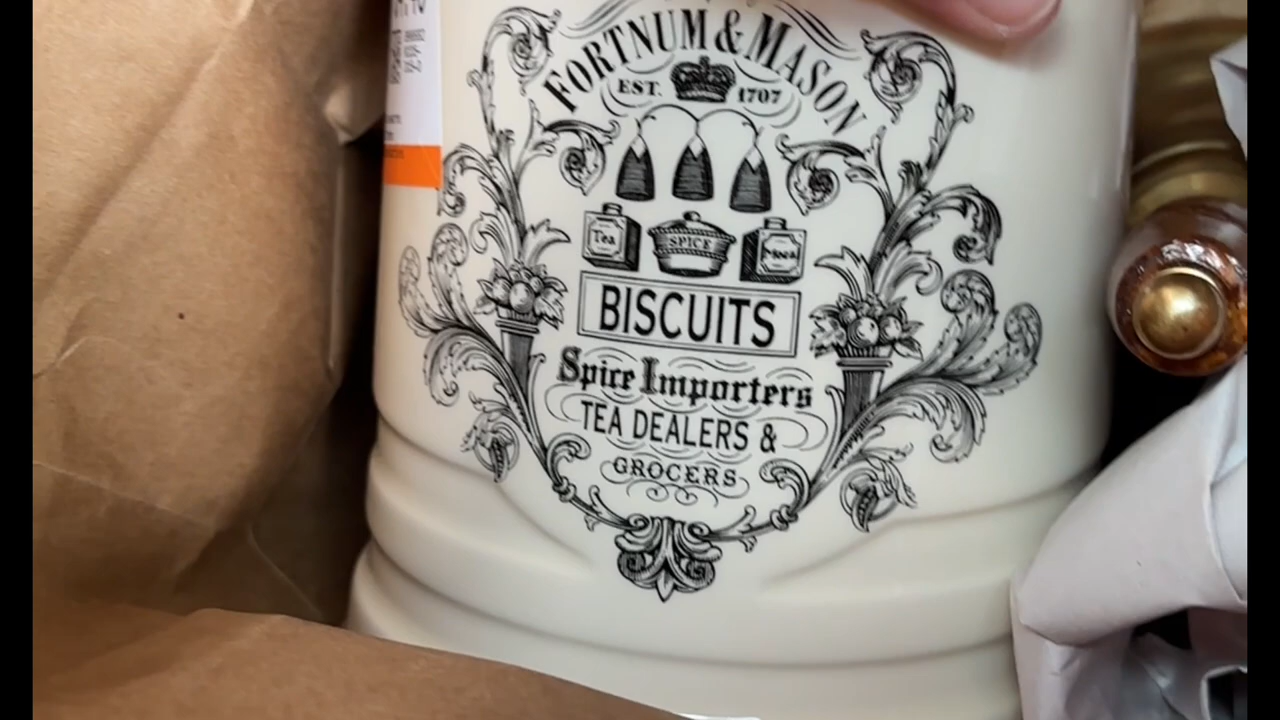 FORTNUM & MASON
EST. 1707
Tea
SPICE
BISCUITS
Spice Importers
TEA DEALERS &
GROCERS